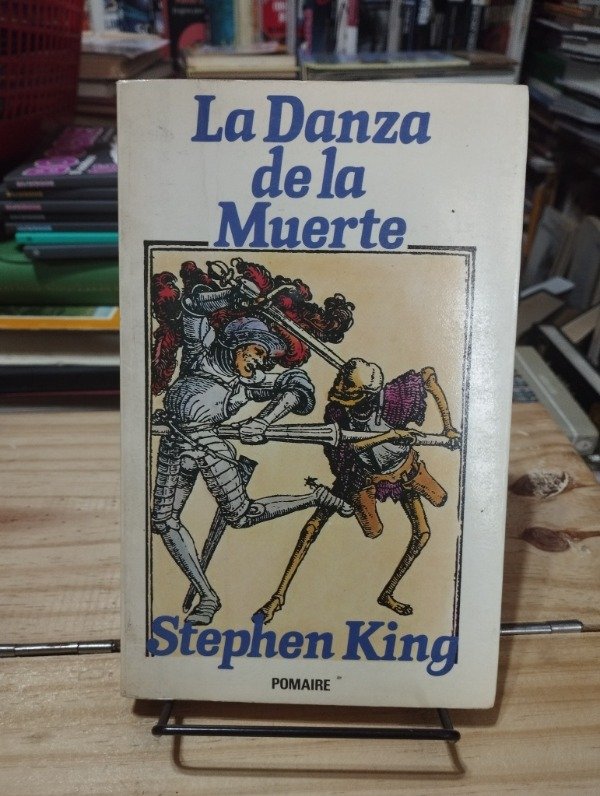 La Danza
de la
Muerte
Stephen King
POMAIRE